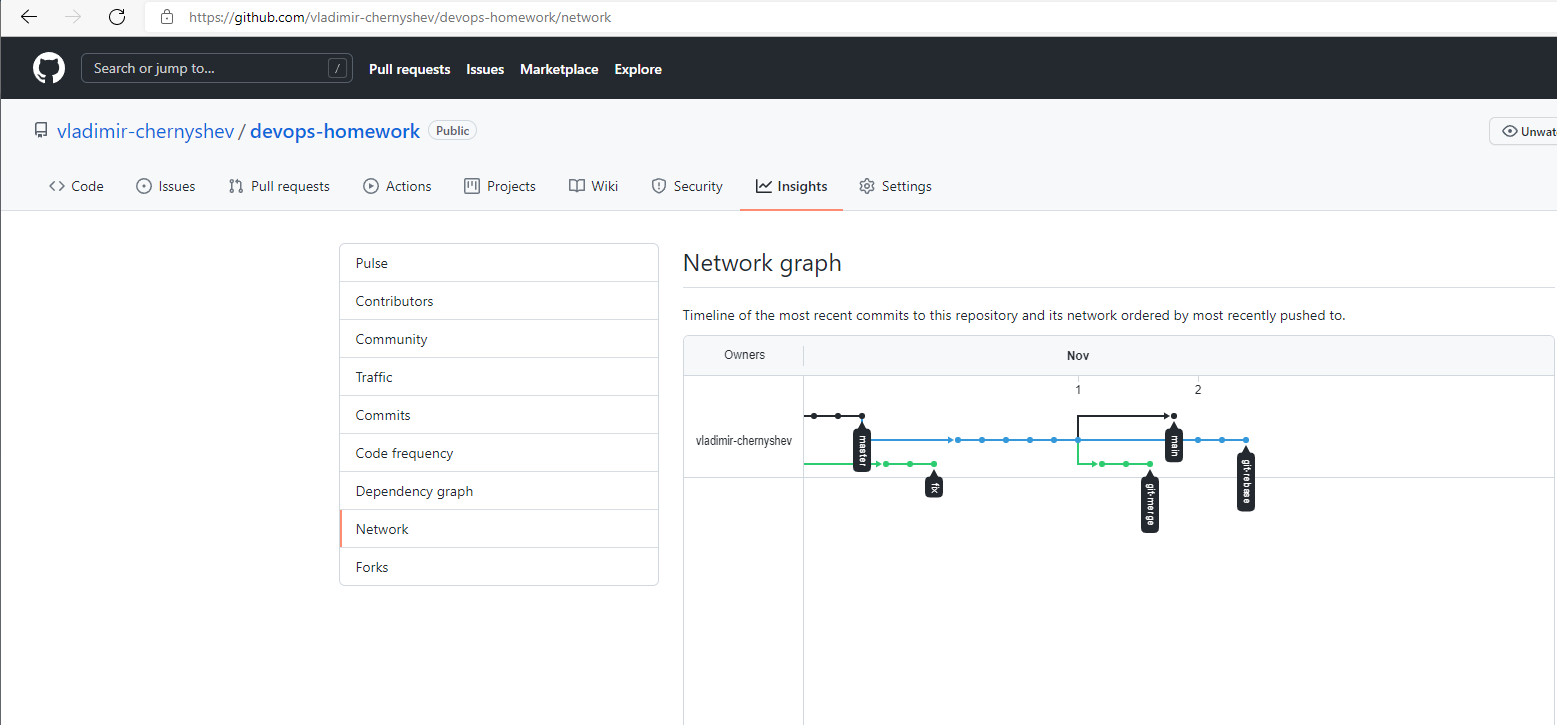 https://github.com/vladimir-chernyshev/devops-homework/network
Search or jump to... /
Pull requests Issues Marketplace Explore
vladimir-chernyshev / devops-homework Public
Unwat
Code Issues Pull requests Actions Projects Wiki Security Insights Settings
Pulse
Contributors
Community
Traffic
Commits
Code frequency
Dependency graph
Network
Forks
Network graph
Timeline of the most recent commits to this repository and its network ordered by most recently pushed to.
Owners Nov
1 2
vladimir-chernyshev
master
fix
main
git-merge
git-rebase